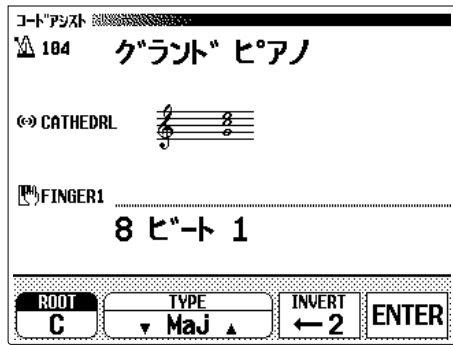 コード アシスト
104 グランド ピアノ
CATHEDRL
FINGER1
8 ビート 1
ROOT TYPE INVERT
C ▼ Maj ▲ ←2 ENTER